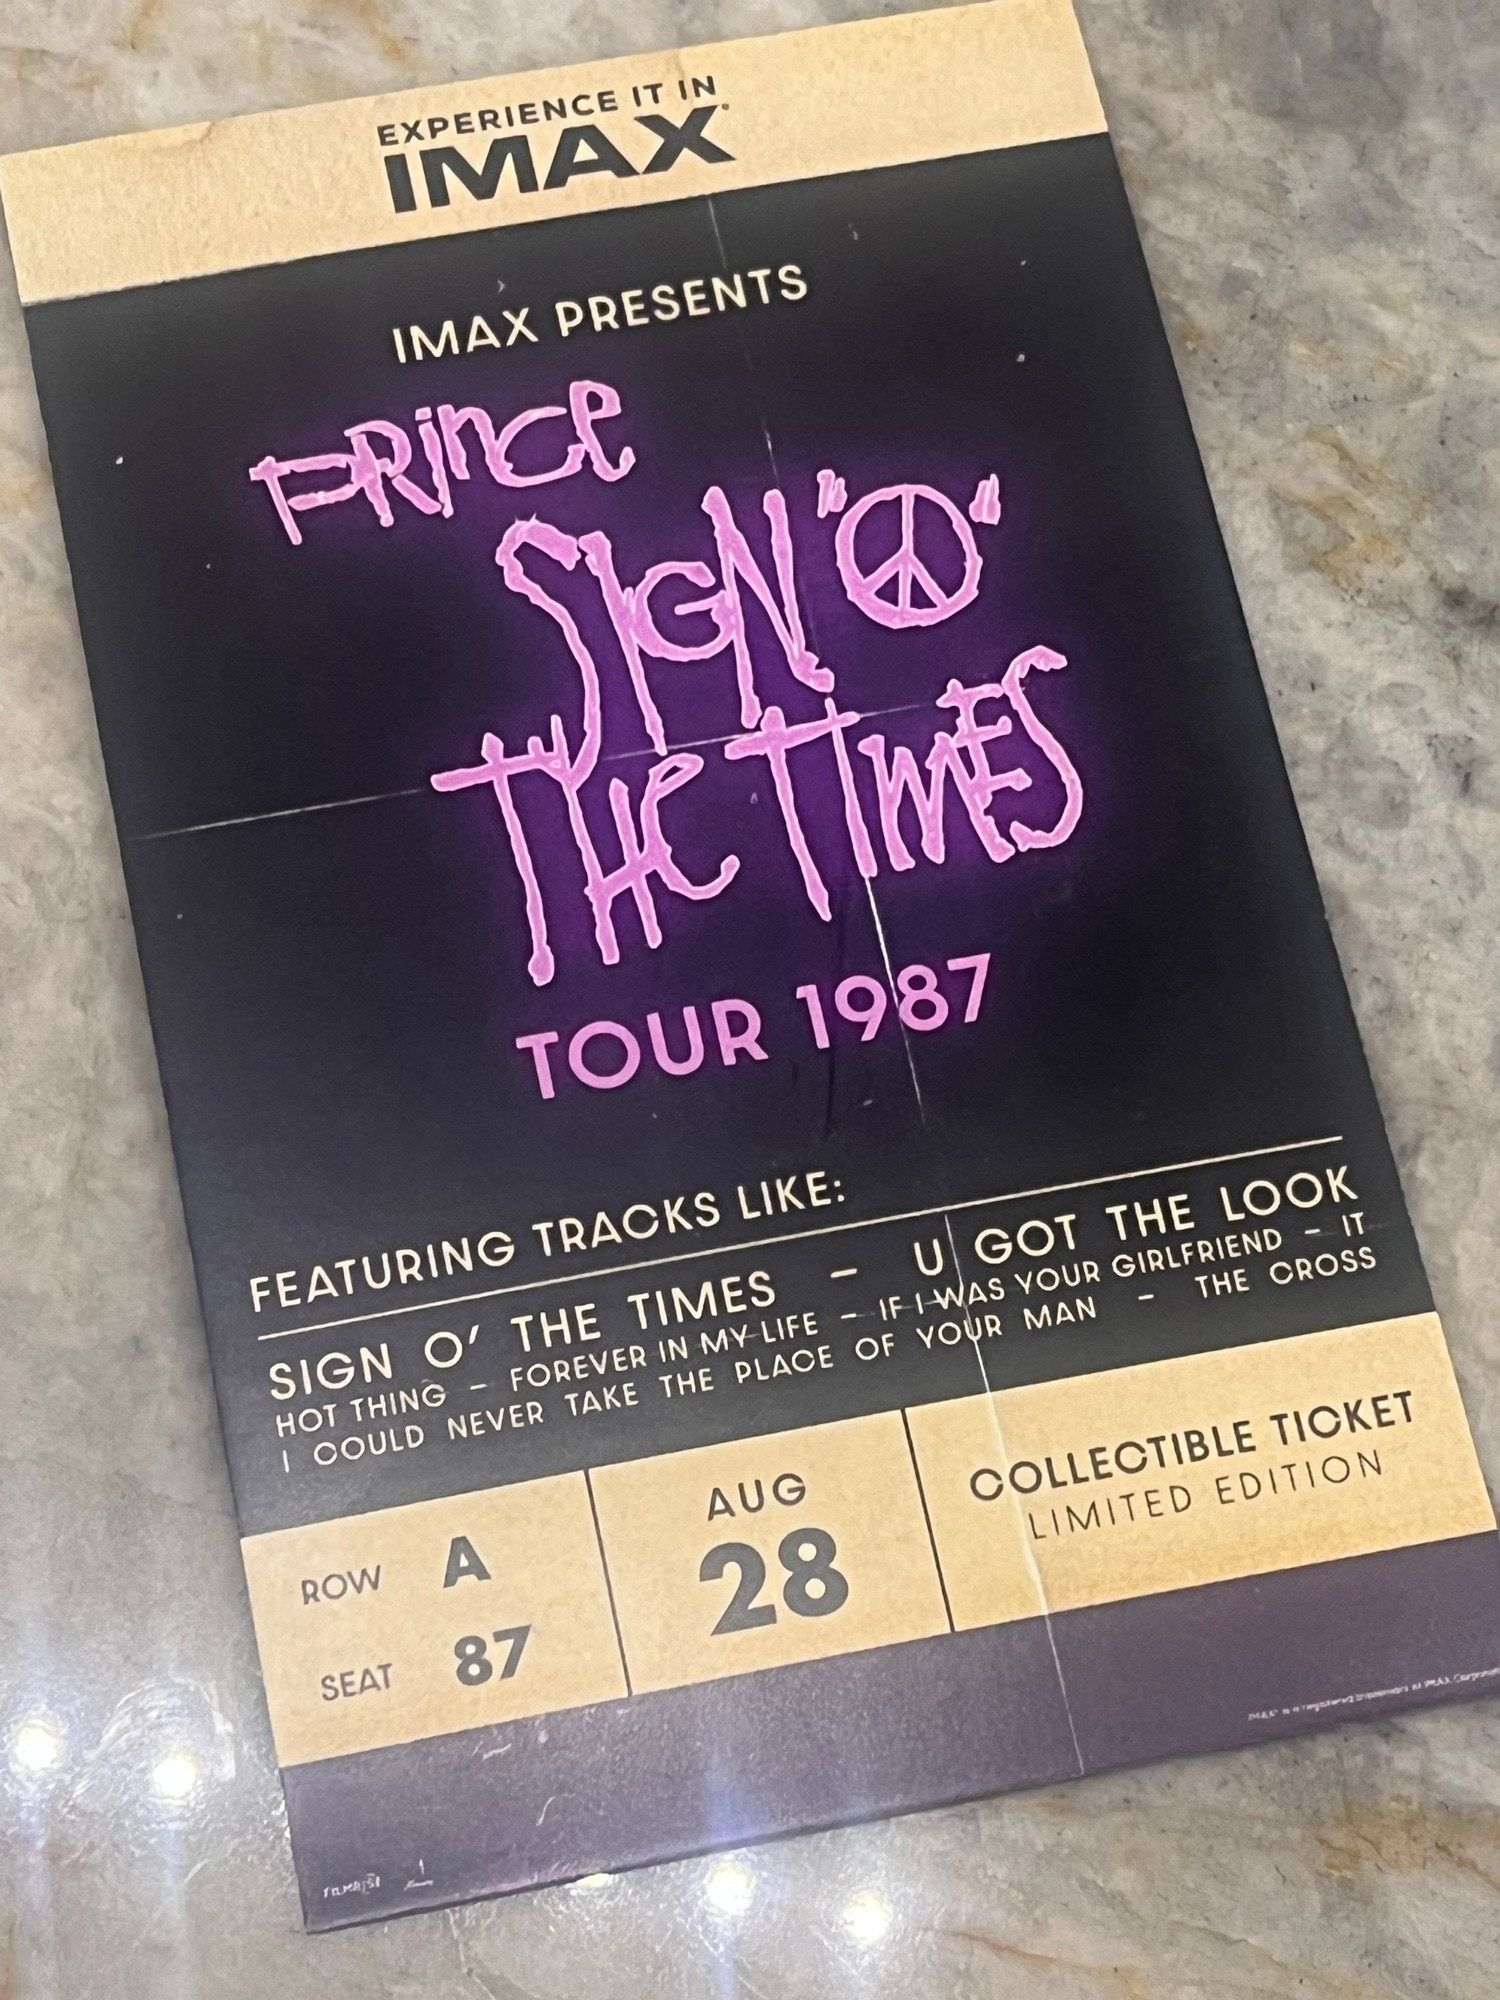 EXPERIENCE IT IN
IMAX®
IMAX PRESENTS
PRINCE
SIGN "O"
THE TIMES
TOUR 1987
FEATURING TRACKS LIKE:
SIGN O' THE TIMES – U GOT THE LOOK
HOT THING – FOREVER IN MY LIFE – IF I WAS YOUR GIRLFRIEND – IT
I COULD NEVER TAKE THE PLACE OF YOUR MAN – THE CROSS
ROW A
SEAT 87
AUG
28
COLLECTIBLE TICKET
LIMITED EDITION